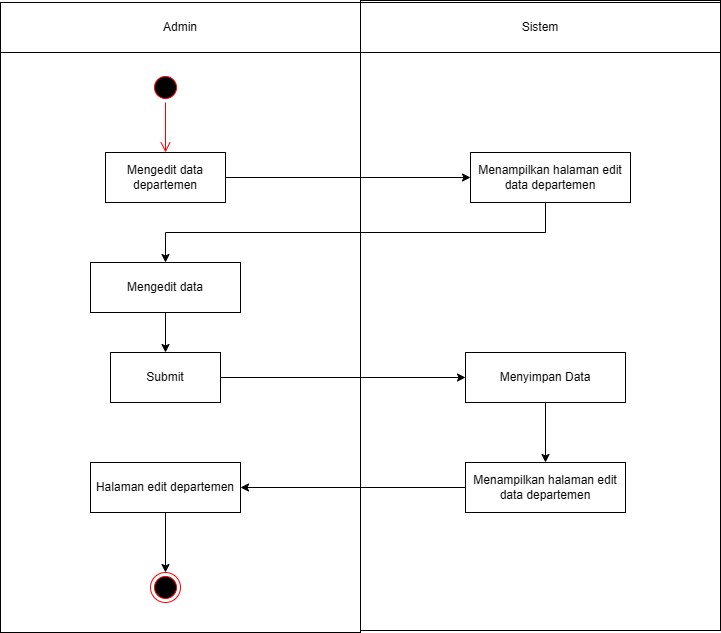 Admin
Sistem
Mengedit data
departemen
Menampilkan halaman edit
data departemen
Mengedit data
Submit
Menyimpan Data
Halaman edit departemen
Menampilkan halaman edit
data departemen